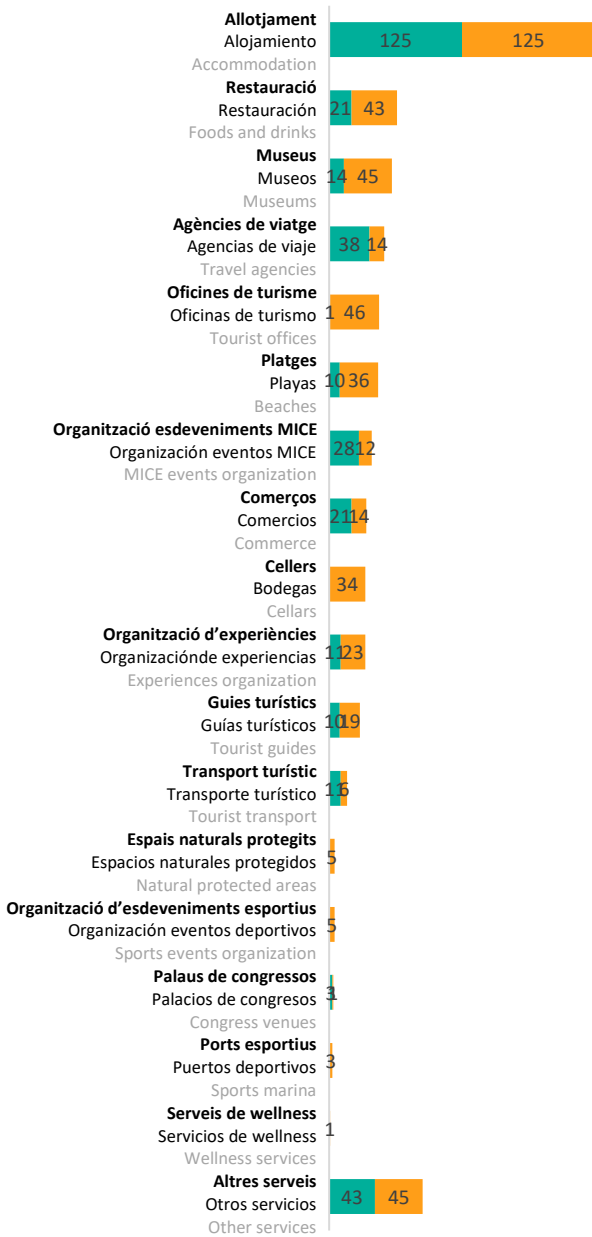 Allotjament
Alojamiento 125 125
Accommodation
Restauració
Restauración 21 43
Foods and drinks
Museus
Museos 14 45
Museums
Agències de viatge
Agencias de viaje 38 14
Travel agencies
Oficines de turisme
Oficinas de turismo 1 46
Tourist offices
Platges
Playas 10 36
Beaches
Organització esdeveniments MICE
Organización eventos MICE 28 12
MICE events organization
Comerços
Comercios 21 14
Commerce
Cellers
Bodegas 34
Cellars
Organització d’experiències
Organizaciónde experiencias 11 23
Experiences organization
Guies turístics
Guías turísticos 10 19
Tourist guides
Transport turístic
Transporte turístico 11 6
Tourist transport
Espais naturals protegits
Espacios naturales protegidos 5
Natural protected areas
Organització d'esdeveniments esportius
Organización eventos deportivos 5
Sports events organization
Palaus de congressos
Palacios de congresos 3 1
Congress venues
Ports esportius
Puertos deportivos 3
Sports marina
Serveis de wellness
Servicios de wellness 1
Wellness services
Altres serveis
Otros servicios 43 45
Other services